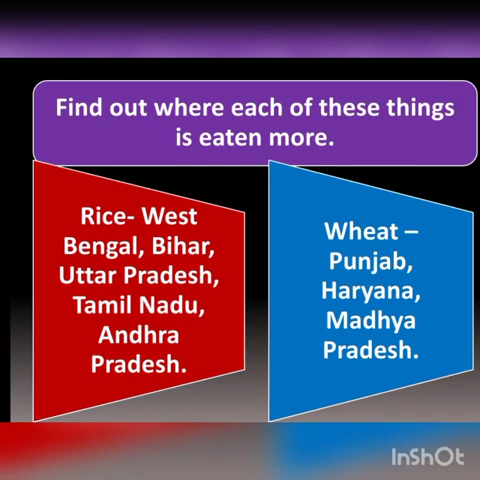 Find out where each of these things
is eaten more.
Rice- West
Bengal, Bihar,
Uttar Pradesh,
Tamil Nadu,
Andhra
Pradesh.
Wheat –
Punjab,
Haryana,
Madhya
Pradesh.
InShOt